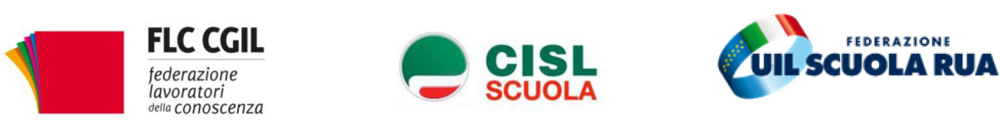 FLC CGIL
federazione
lavoratori
della conoscenza
CISL
SCUOLA
FEDERAZIONE
UIL SCUOLA RUA